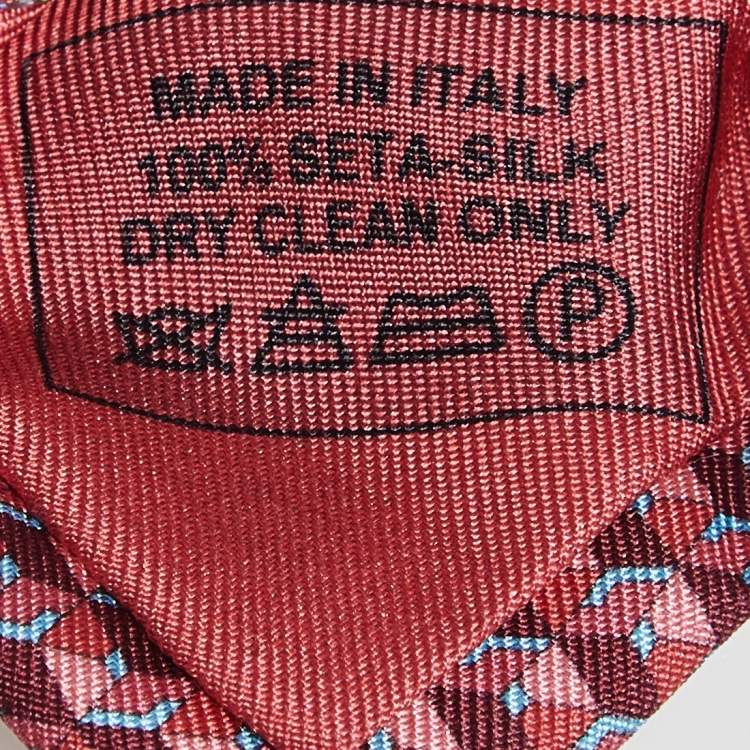 MADE IN ITALY
100% SETA-SILK
DRY CLEAN ONLY
P